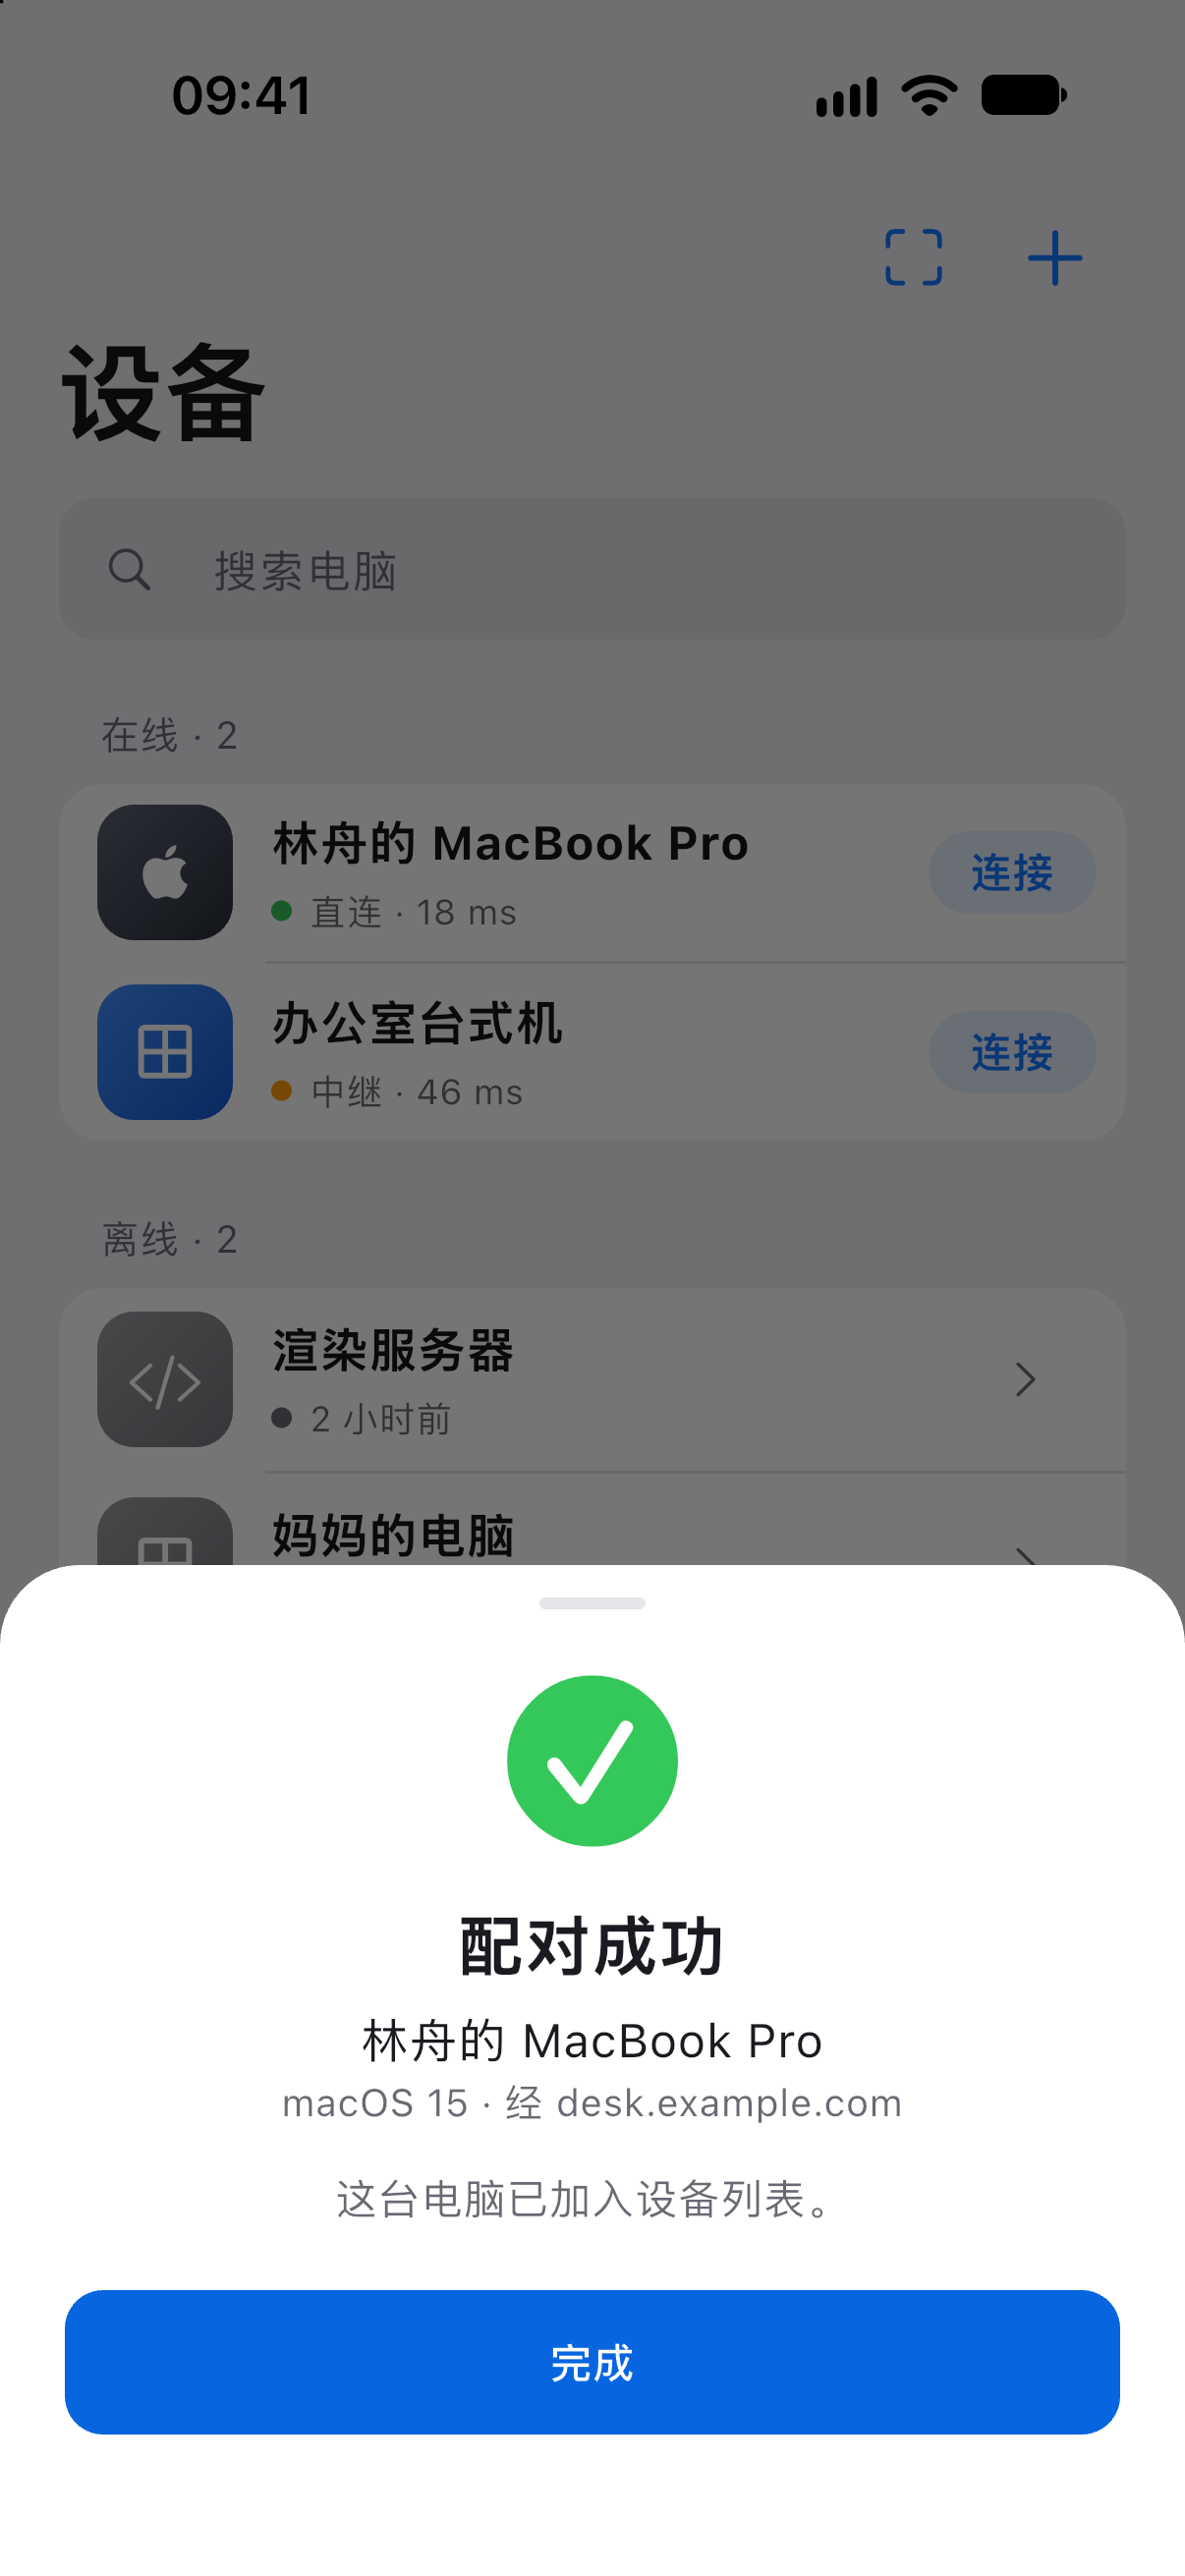 09:41
设备
搜索电脑
在线 · 2
林舟的 MacBook Pro
直连 · 18 ms
连接
办公室台式机
中继 · 46 ms
连接
离线 · 2
渲染服务器
2 小时前
妈妈的电脑
配对成功
林舟的 MacBook Pro
macOS 15 · 经 desk.example.com
这台电脑已加入设备列表。
完成